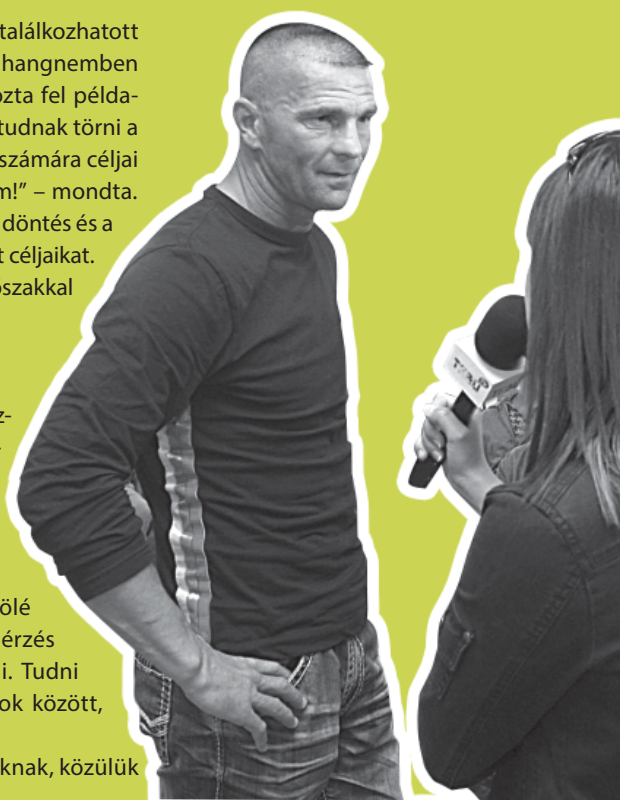 találkozhatott
hangnemben
ozta fel példa-
tudnak törni a
számára céljai
m!” – mondta.
döntés és a
t céljaikat.
szakkal
z-
ölé
érzés
i. Tudni
ok között,
knak, közülük